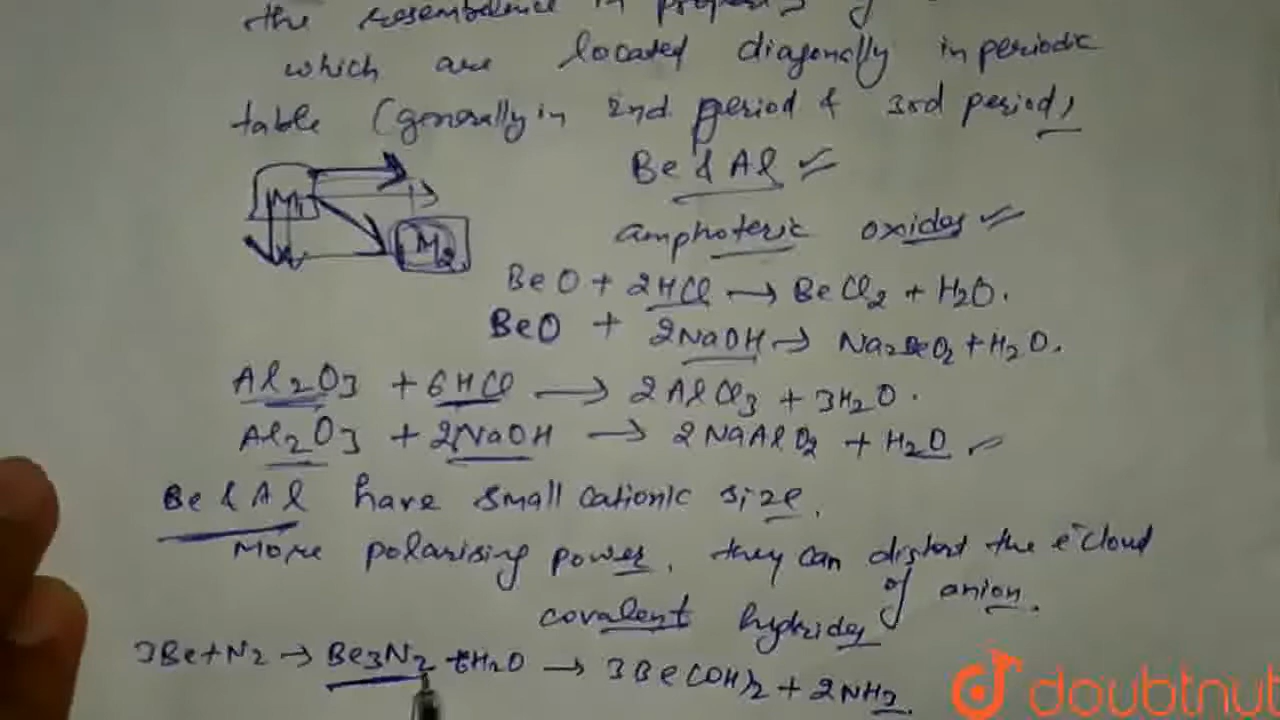 the resemblance in property of
which are located diagonally in periodic
table (generally in 2nd period & 3rd period)
Be & Al
M1
M2
amphoteric oxides
BeO + 2HCl → BeCl2 + H2O.
BeO + 2NaOH → Na2BeO2 + H2O.
Al2O3 + 6HCl → 2AlCl3 + 3H2O.
Al2O3 + 2NaOH → 2NaAlO2 + H2O
Be & Al have small cationic size.
More polarising power. they can distort the e- cloud
of anion.
covalent hydrides
3Be+N2 → Be3N2 + H2O → 3Be(OH)2 + 2NH3.
doubtnut